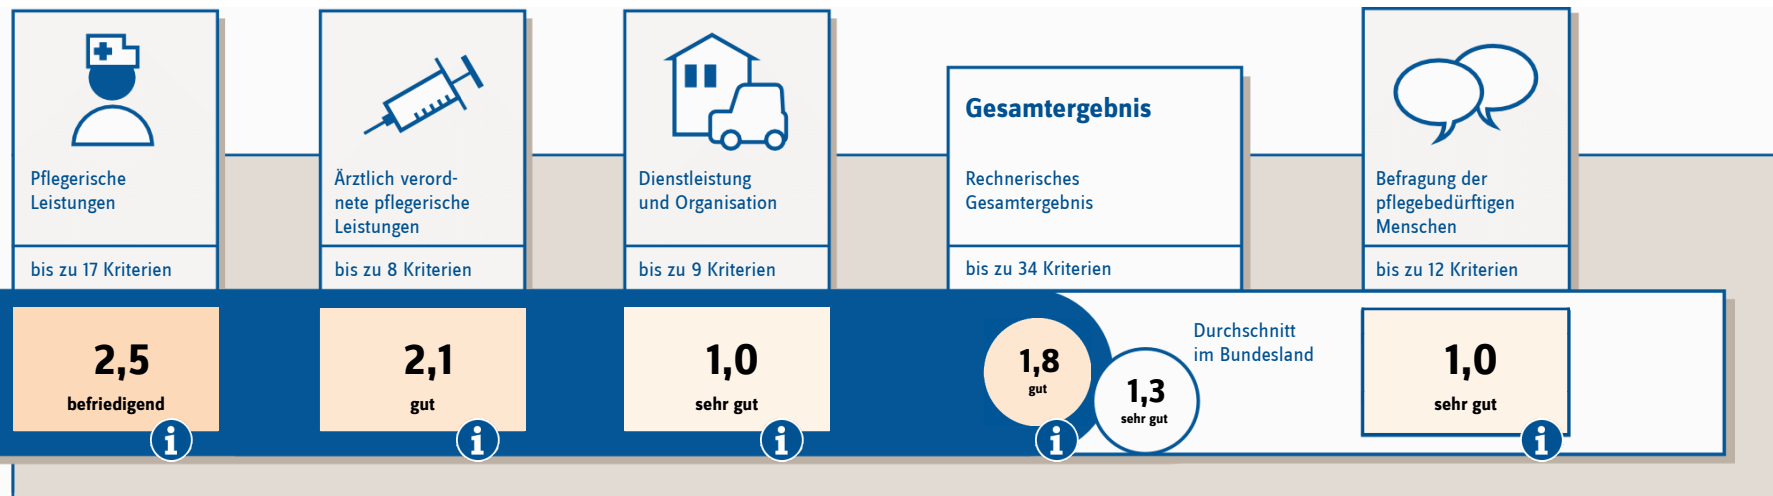 Pflegerische
Leistungen
bis zu 17 Kriterien
2,5
befriedigend
i
Ärztlich verord-
nete pflegerische
Leistungen
bis zu 8 Kriterien
2,1
gut
i
Dienstleistung
und Organisation
bis zu 9 Kriterien
1,0
sehr gut
i
Gesamtergebnis
Rechnerisches
Gesamtergebnis
bis zu 34 Kriterien
1,8
gut
i
1,3
sehr gut
Durchschnitt
im Bundesland
Befragung der
pflegebedürftigen
Menschen
bis zu 12 Kriterien
1,0
sehr gut
i